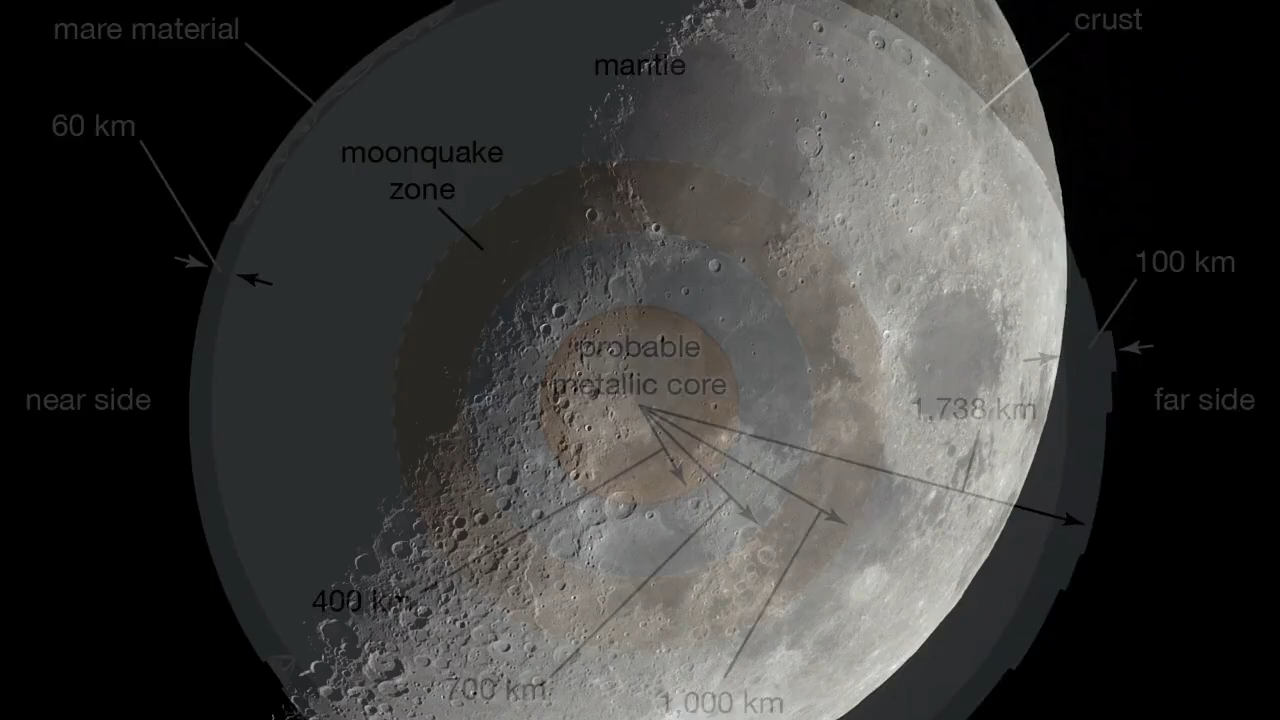 mare material
crust
mantle
60 km
moonquake
zone
100 km
probable
metallic core
near side
1,738 km
far side
400 km
700 km
1,000 km